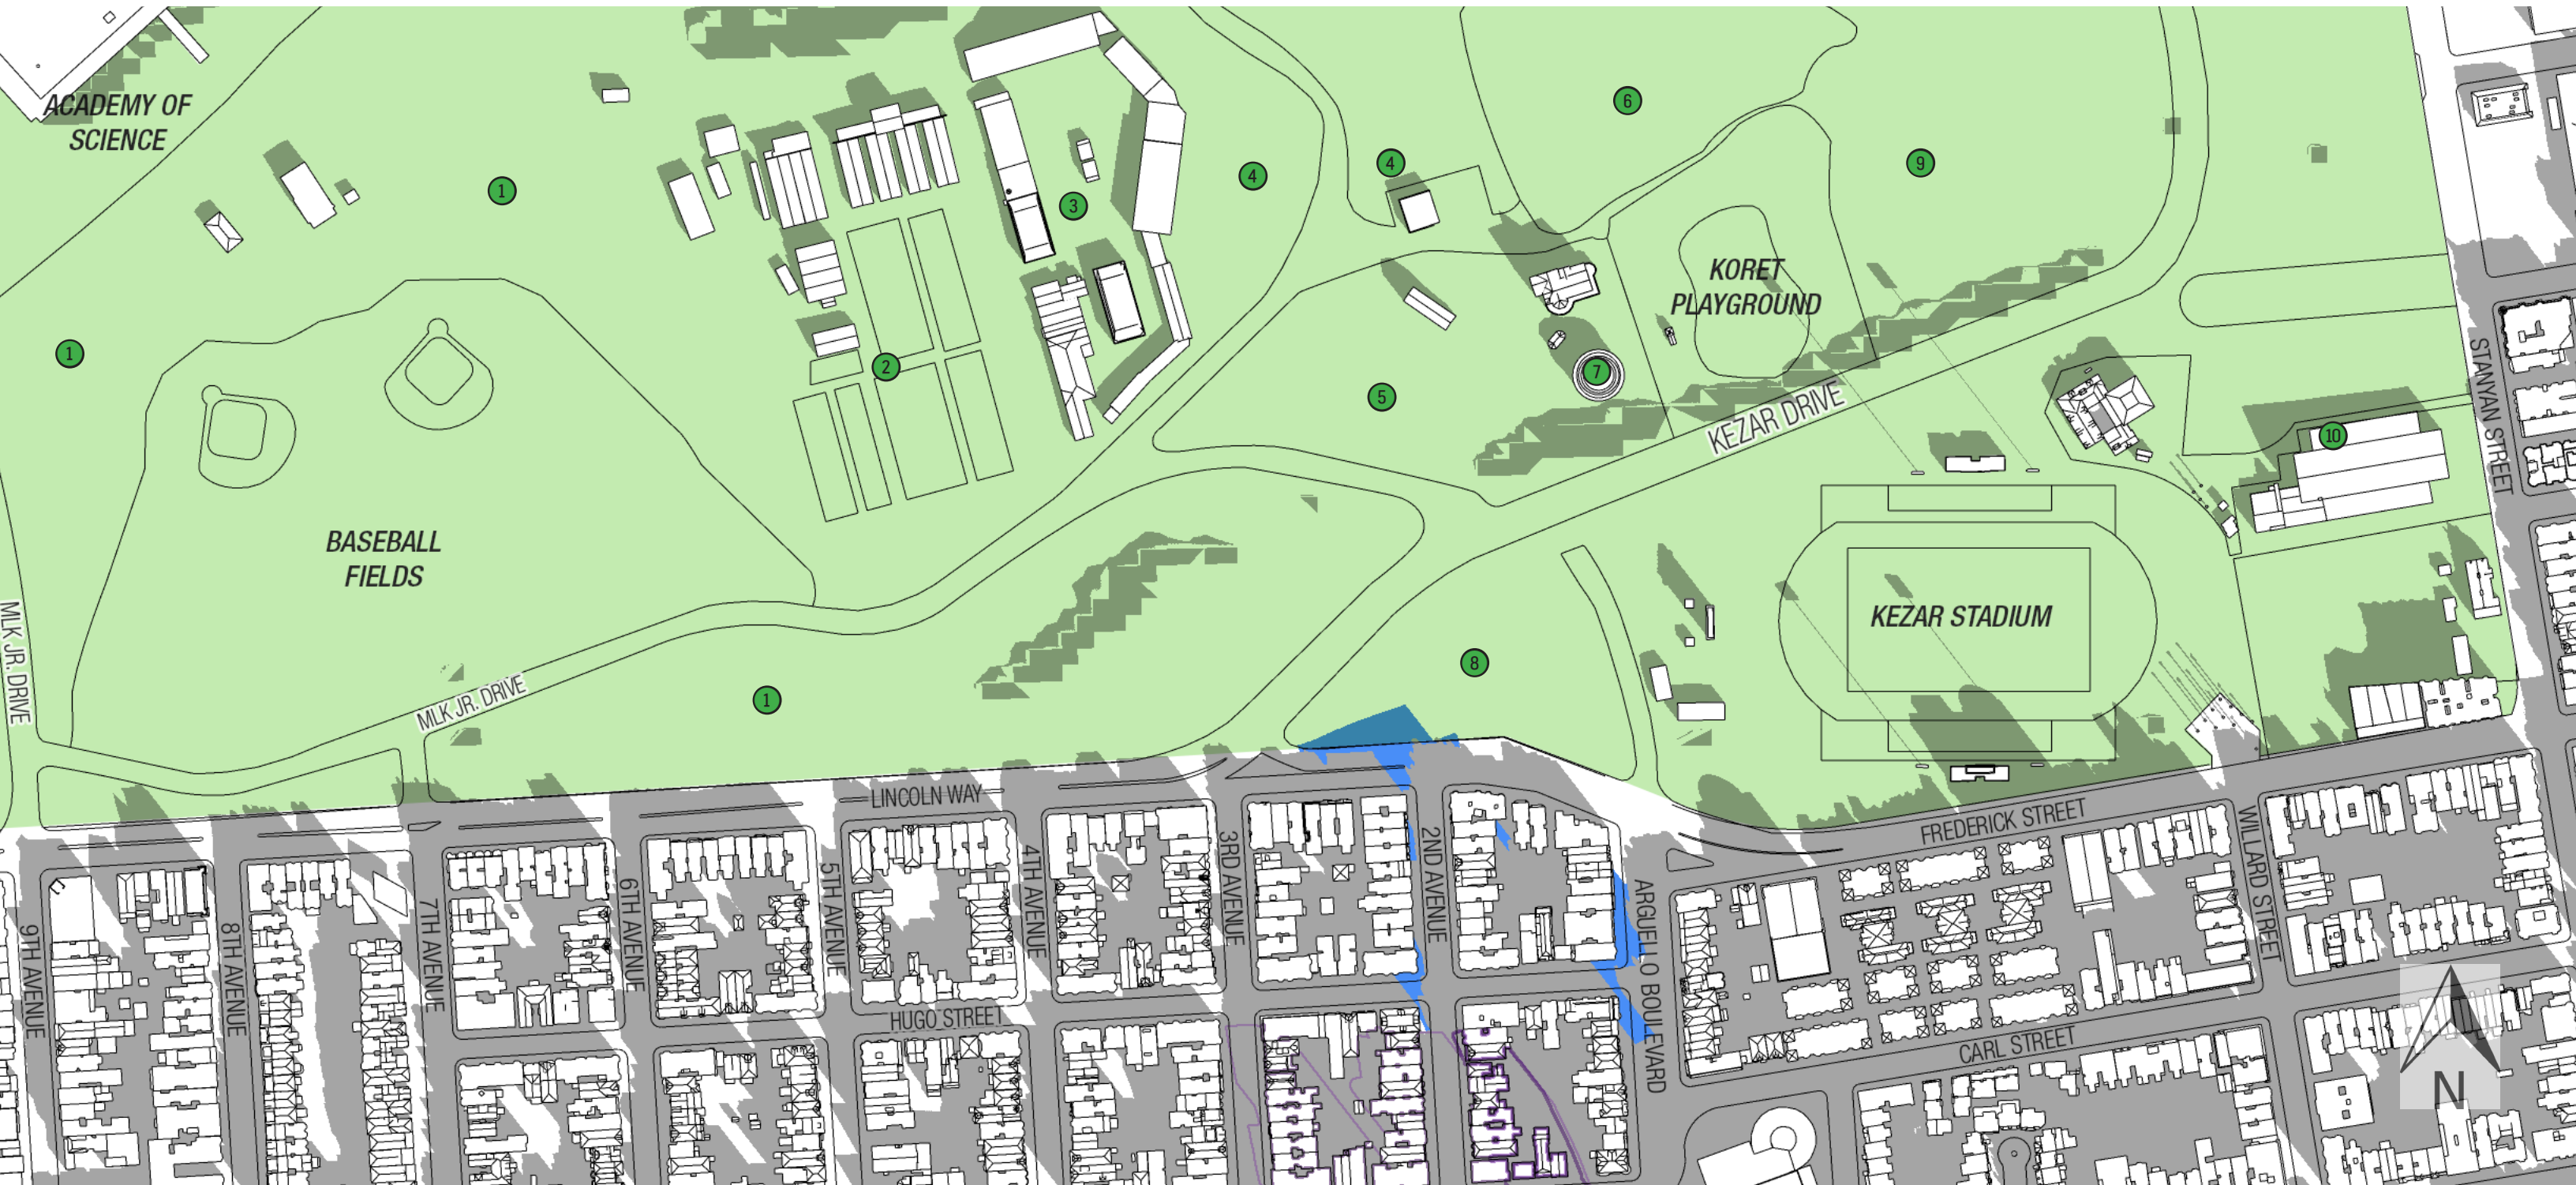 ACADEMY OF
SCIENCE
6
1
4
4
3
9
KORET
PLAYGROUND
1
2
5
7
KEZAR DRIVE
STANYAN STREET
10
BASEBALL
FIELDS
KEZAR STADIUM
MLK JR. DRIVE
MLK JR. DRIVE
1
8
LINCOLN WAY
FREDERICK STREET
9TH AVENUE
8TH AVENUE
7TH AVENUE
6TH AVENUE
5TH AVENUE
4TH AVENUE
3RD AVENUE
2ND AVENUE
ARGUELLO BOULEVARD
WILLARD STREET
HUGO STREET
CARL STREET
N